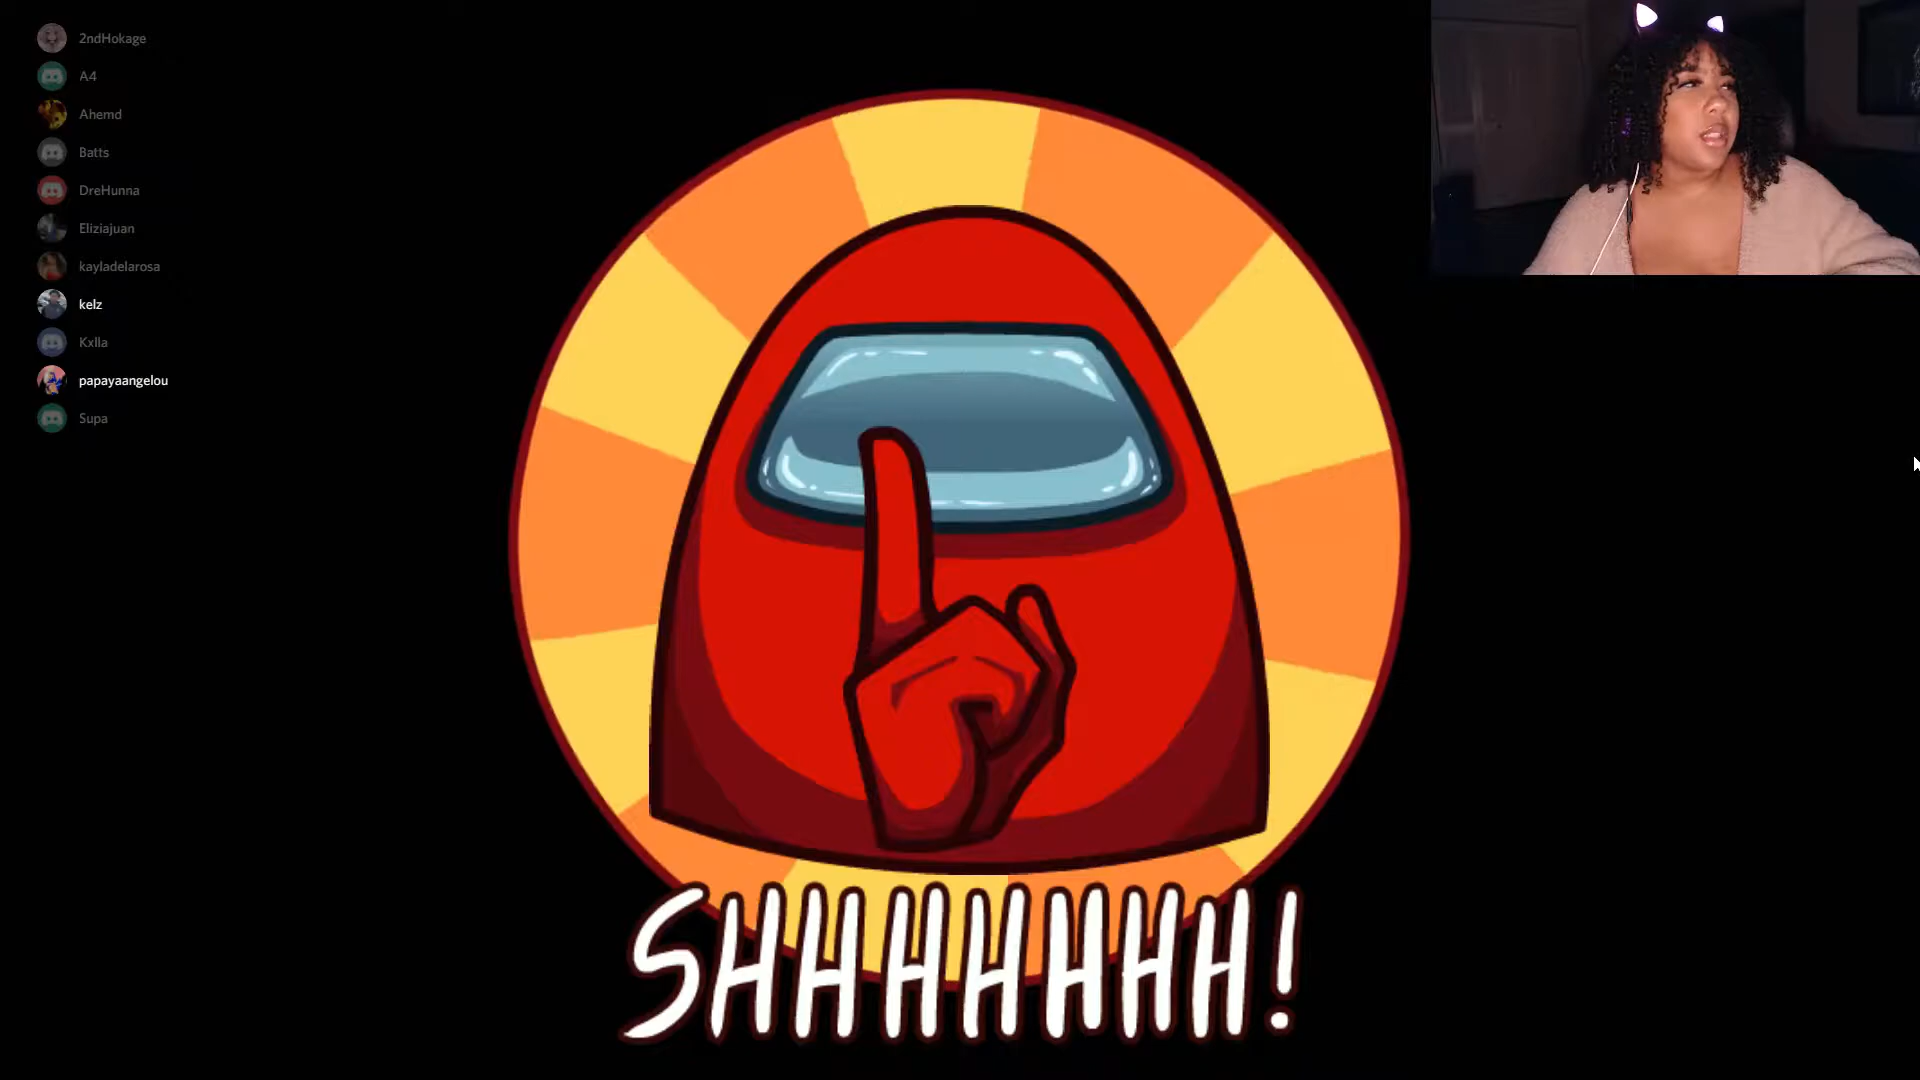 2ndHokage
A4
Ahemd
Batts
DreHunna
Eliziajuan
kayladelarosa
kelz
Kxlla
papayaangelou
Supa
SHHHHHHH!